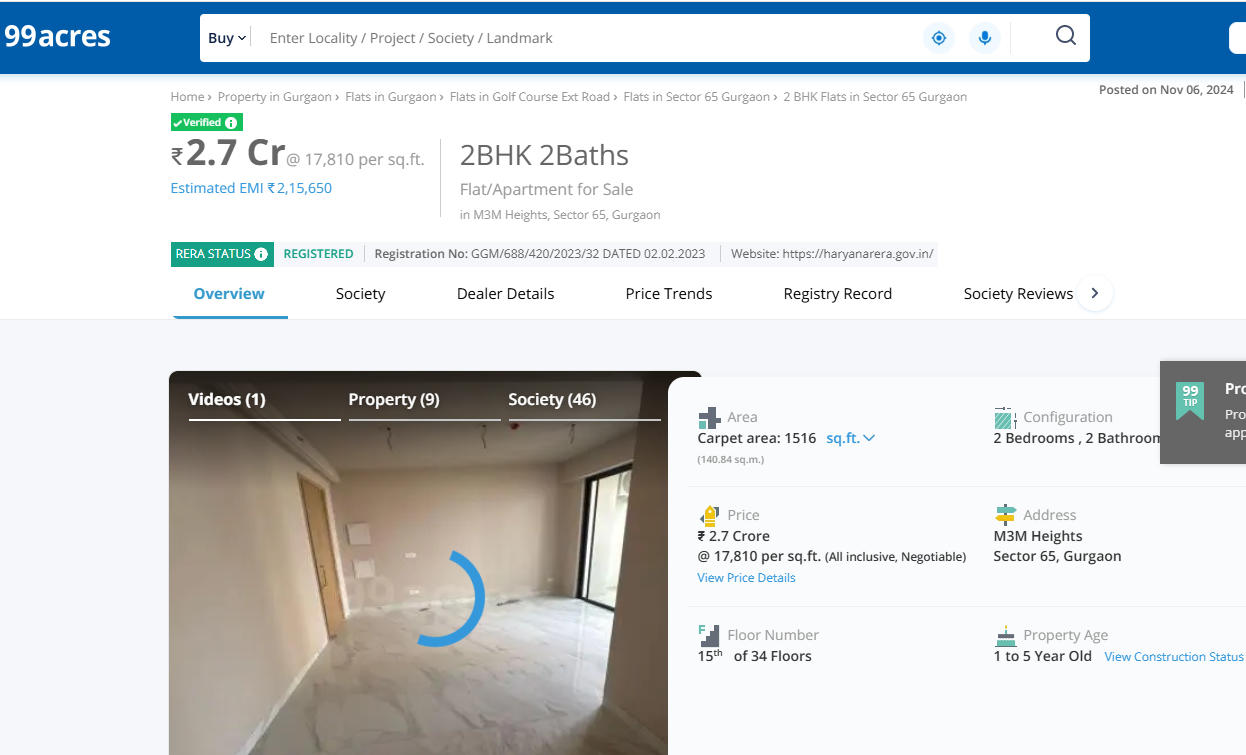 99acres
Buy
Enter Locality / Project / Society / Landmark
Home › Property in Gurgaon › Flats in Gurgaon › Flats in Golf Course Ext Road › Flats in Sector 65 Gurgaon › 2 BHK Flats in Sector 65 Gurgaon
Posted on Nov 06, 2024
Verified
₹2.7 Cr@ 17,810 per sq.ft.
Estimated EMI ₹2,15,650
2BHK 2Baths
Flat/Apartment for Sale
in M3M Heights, Sector 65, Gurgaon
RERA STATUS REGISTERED Registration No: GGM/688/420/2023/32 DATED 02.02.2023 Website: https://haryanarera.gov.in/
Overview Society Dealer Details Price Trends Registry Record Society Reviews
Videos (1) Property (9) Society (46)
Area
Carpet area: 1516 sq.ft.
(140.84 sq.m.)
Configuration
2 Bedrooms , 2 Bathroom
99
TIP
Pro
Pro
app
Price
₹ 2.7 Crore
@ 17,810 per sq.ft. (All inclusive, Negotiable)
View Price Details
Address
M3M Heights
Sector 65, Gurgaon
Floor Number
15th of 34 Floors
Property Age
1 to 5 Year Old View Construction Status